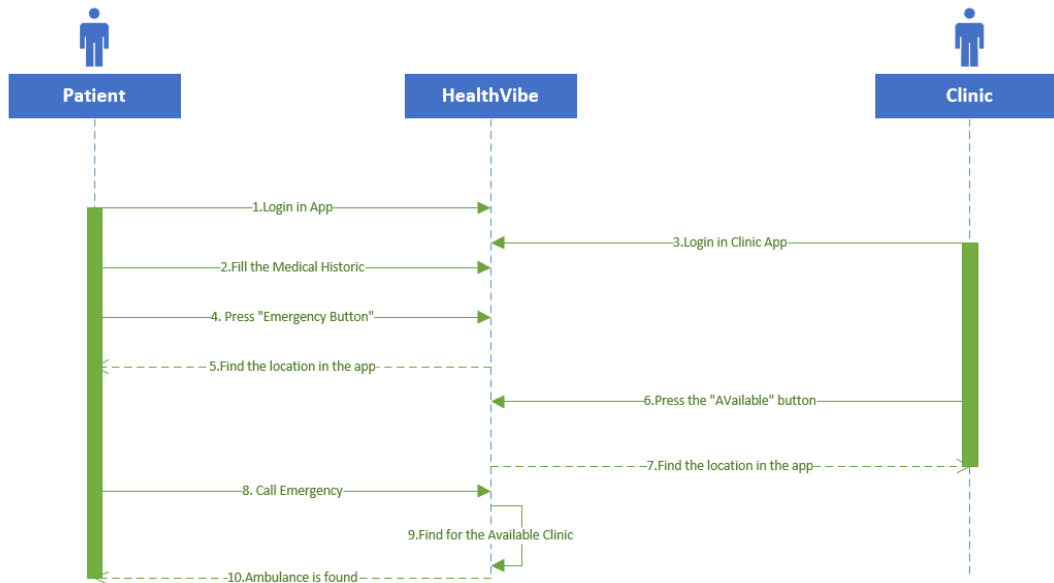 Patient
HealthVibe
Clinic
1.Login in App
3.Login in Clinic App
2.Fill the Medical Historic
4. Press "Emergency Button"
5.Find the location in the app
6.Press the "AVailable" button
7.Find the location in the app
8. Call Emergency
9.Find for the Available Clinic
10.Ambulance is found